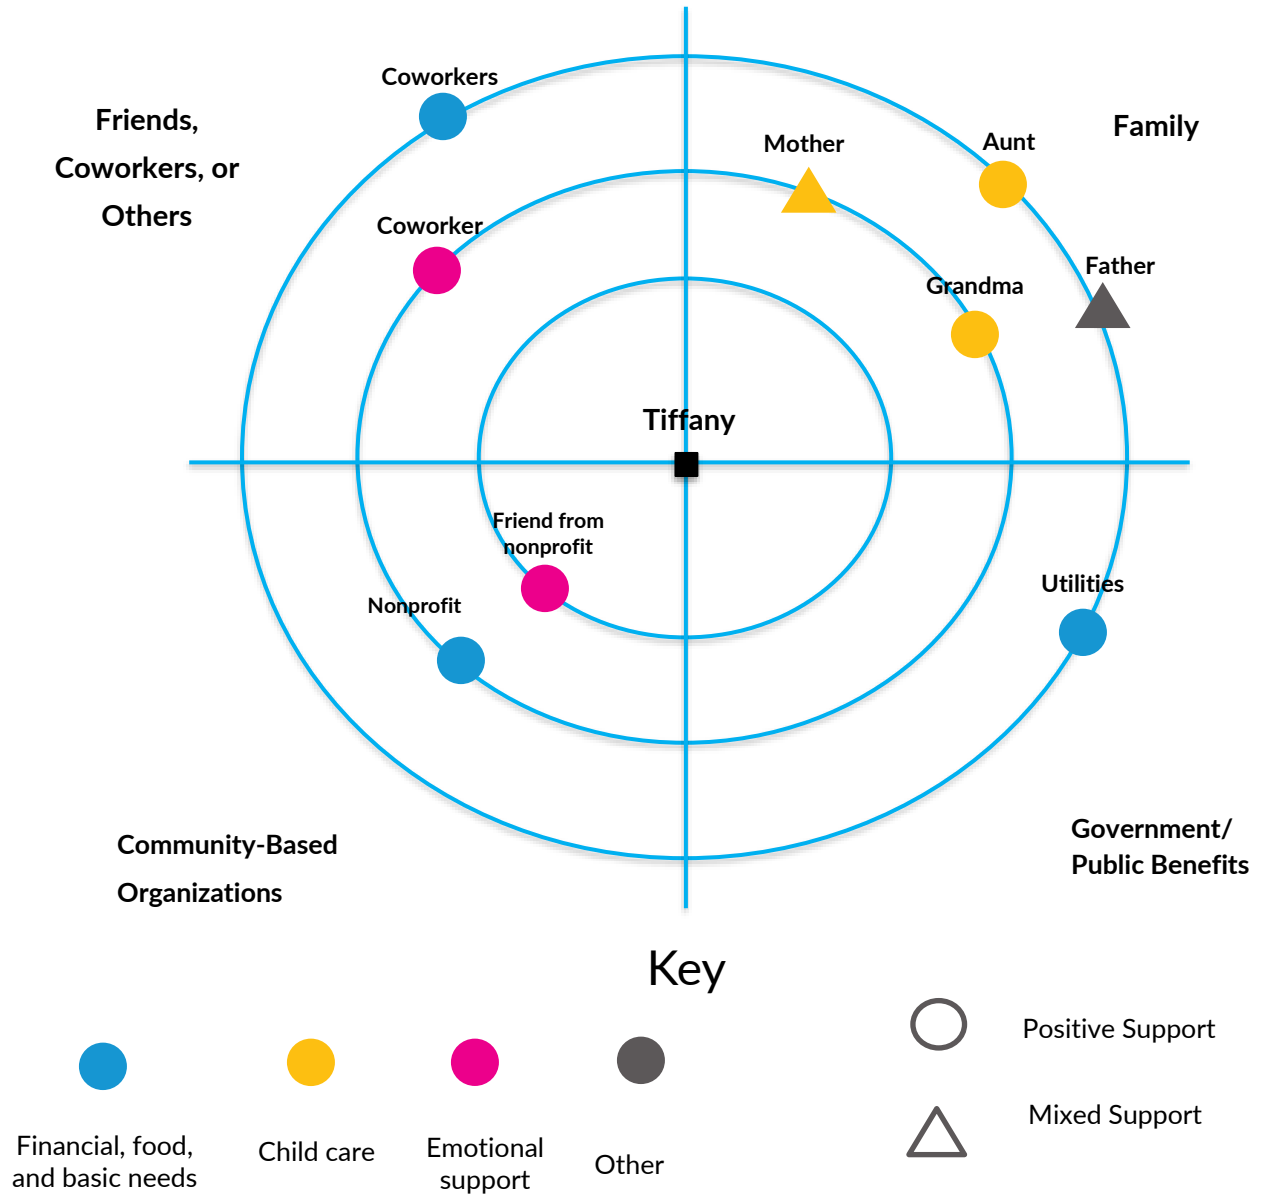 Coworkers
Friends,
Coworkers, or
Others
Family
Mother
Aunt
Coworker
Father
Grandma
Tiffany
Friend from
nonprofit
Nonprofit
Utilities
Community-Based
Organizations
Government/
Public Benefits
Key
Positive Support
Mixed Support
Financial, food,
and basic needs
Child care
Emotional
support
Other